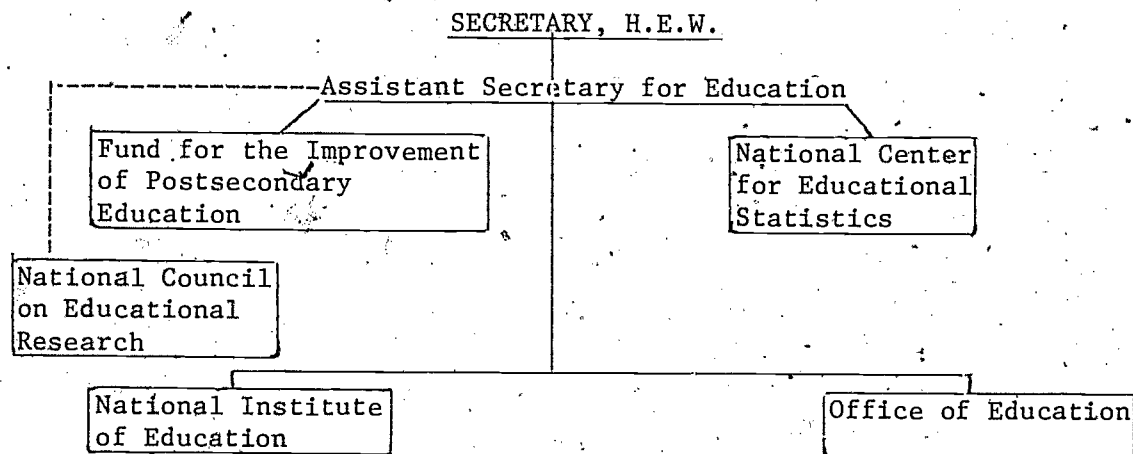 SECRETARY, H.E.W.
Assistant Secretary for Education
Fund for the Improvement
of Postsecondary
Education
National Center
for Educational
Statistics
National Council
on Educational
Research
National Institute
of Education
Office of Education